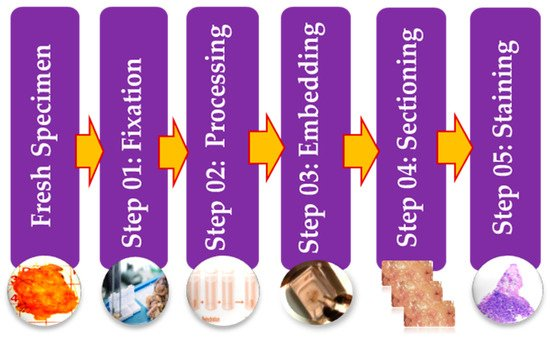 Fresh Specimen
Step 01: Fixation
Step 02: Processing
Step 03: Embedding
Step 04: Sectioning
Step 05: Staining